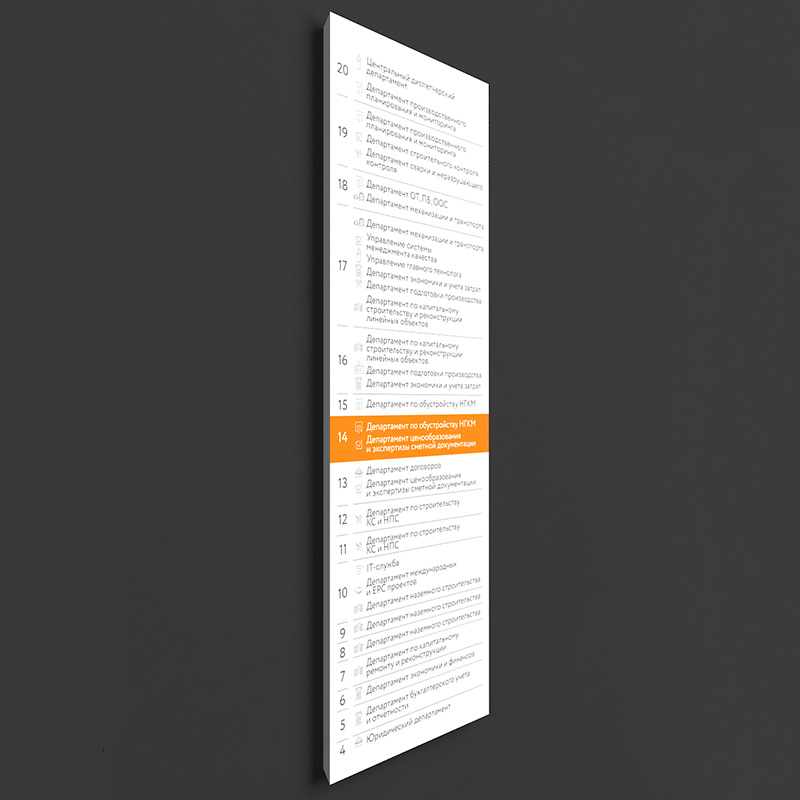 20
Центральный диспетчерский
департамент
Департамент производственного
планирования и мониторинга
19
Департамент производственного
планирования и мониторинга
Департамент строительного контроля
Департамент сварки и неразрушающего
контроля
18
Департамент ОТ, ПБ, ООС
Департамент механизации и транспорта
17
Департамент механизации и транспорта
Управление системы
менеджмента качества
Управление главного технолога
Департамент экономики и учета затрат
Департамент подготовки производства
Департамент по капитальному
строительству и реконструкции
линейных объектов
16
Департамент по капитальному
строительству и реконструкции
линейных объектов
Департамент подготовки производства
Департамент экономики и учета затрат
15
Департамент по обустройству НГКМ
14
Департамент по обустройству НГКМ
Департамент ценообразования
и экспертизы сметной документации
13
Департамент договоров
Департамент ценообразования
и экспертизы сметной документации
12
Департамент по строительству
КС и НПС
11
Департамент по строительству
КС и НПС
10
IT-служба
Департамент международных
и EPC проектов
Департамент наземного строительства
9
Департамент наземного строительства
8
Департамент наземного строительства
7
Департамент по капитальному
ремонту и реконструкции
6
Департамент экономики и финансов
5
Департамент бухгалтерского учета
и отчетности
4
Юридический департамент